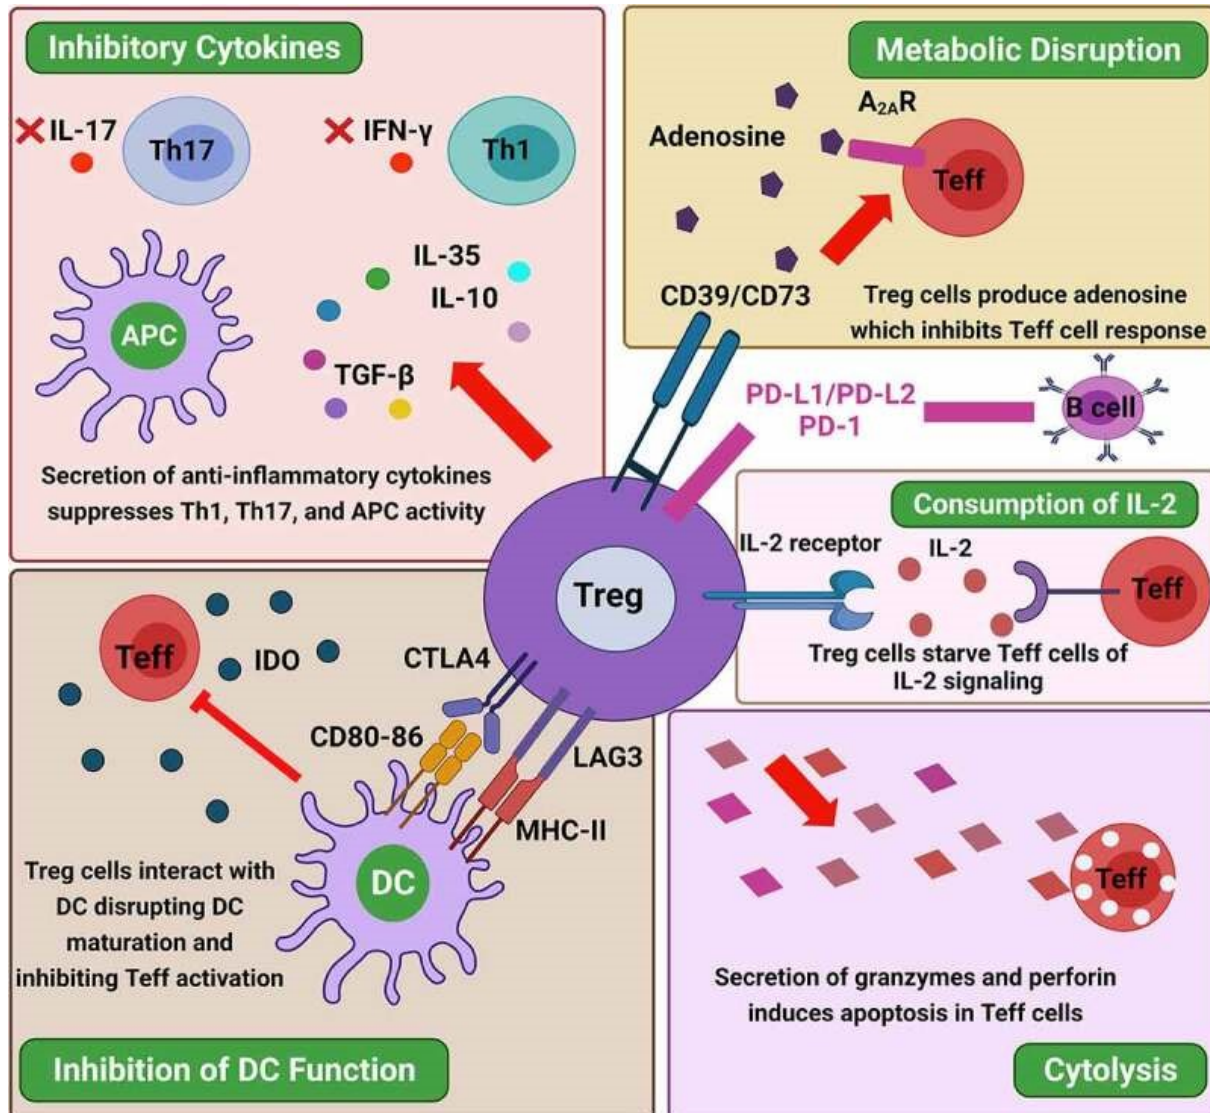 Inhibitory Cytokines
IL-17
Th17
IFN-γ
Th1
APC
IL-35
IL-10
TGF-β
Secretion of anti-inflammatory cytokines
suppresses Th1, Th17, and APC activity
Metabolic Disruption
A2AR
Adenosine
Teff
CD39/CD73
Treg cells produce adenosine
which inhibits Teff cell response
PD-L1/PD-L2
PD-1
B cell
Treg
Consumption of IL-2
IL-2 receptor
IL-2
Teff
Treg cells starve Teff cells of
IL-2 signaling
Teff
IDO
CTLA4
CD80-86
LAG3
MHC-II
DC
Treg cells interact with
DC disrupting DC
maturation and
inhibiting Teff activation
Inhibition of DC Function
Teff
Secretion of granzymes and perforin
induces apoptosis in Teff cells
Cytolysis